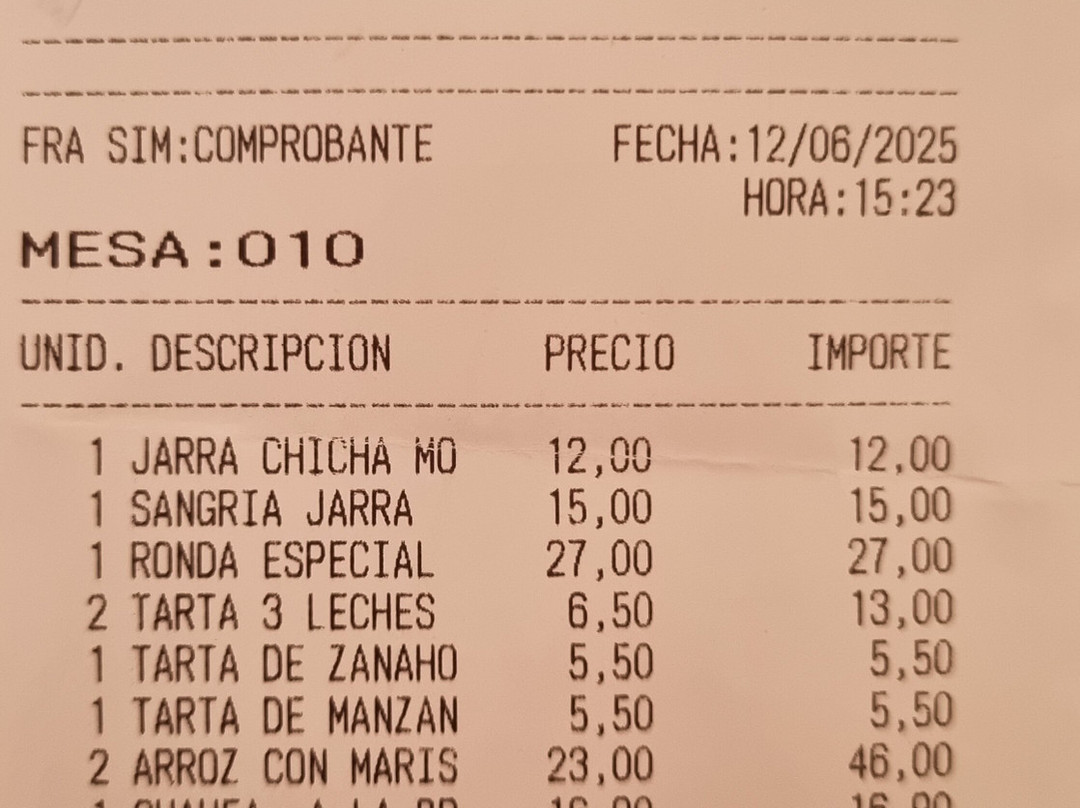 FRA SIM:COMPROBANTE FECHA:12/06/2025
HORA:15:23
MESA:010
UNID. DESCRIPCION PRECIO IMPORTE
1 JARRA CHICHA MO 12,00 12,00
1 SANGRIA JARRA 15,00 15,00
1 RONDA ESPECIAL 27,00 27,00
2 TARTA 3 LECHES 6,50 13,00
1 TARTA DE ZANAHO 5,50 5,50
1 TARTA DE MANZAN 5,50 5,50
2 ARROZ CON MARIS 23,00 46,00